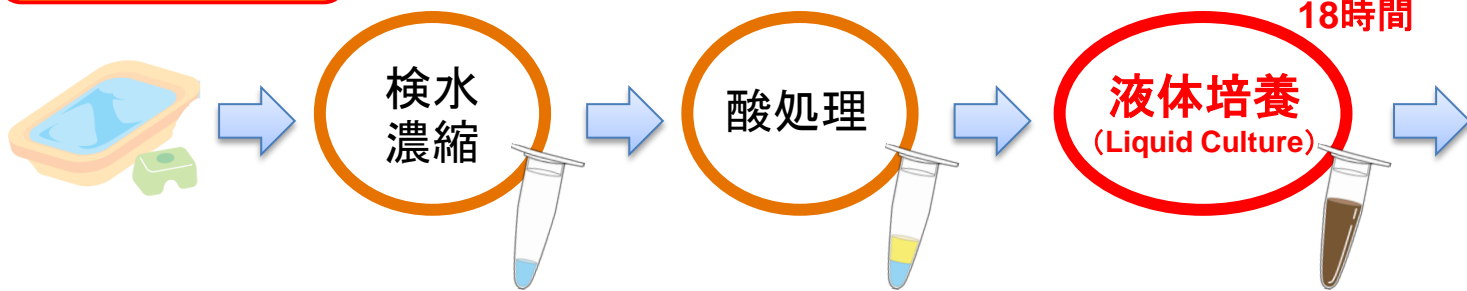 18時間
検水
濃縮
酸処理
液体培養
（Liquid Culture）